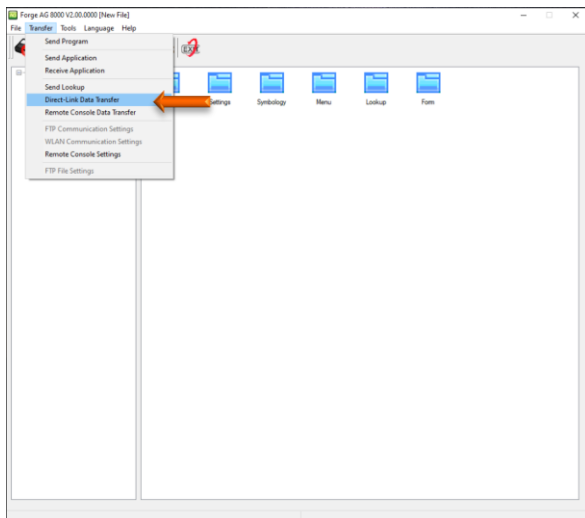 Forge AG 8000 V2.00.0000 [New File]
File Transfer Tools Language Help
Send Program
Send Application
Receive Application
Send Lookup
Direct-Link Data Transfer
Remote Console Data Transfer
FTP Communication Settings
WLAN Communication Settings
Remote Console Settings
FTP File Settings
EXIT
Settings Symbology Menu Lookup Form